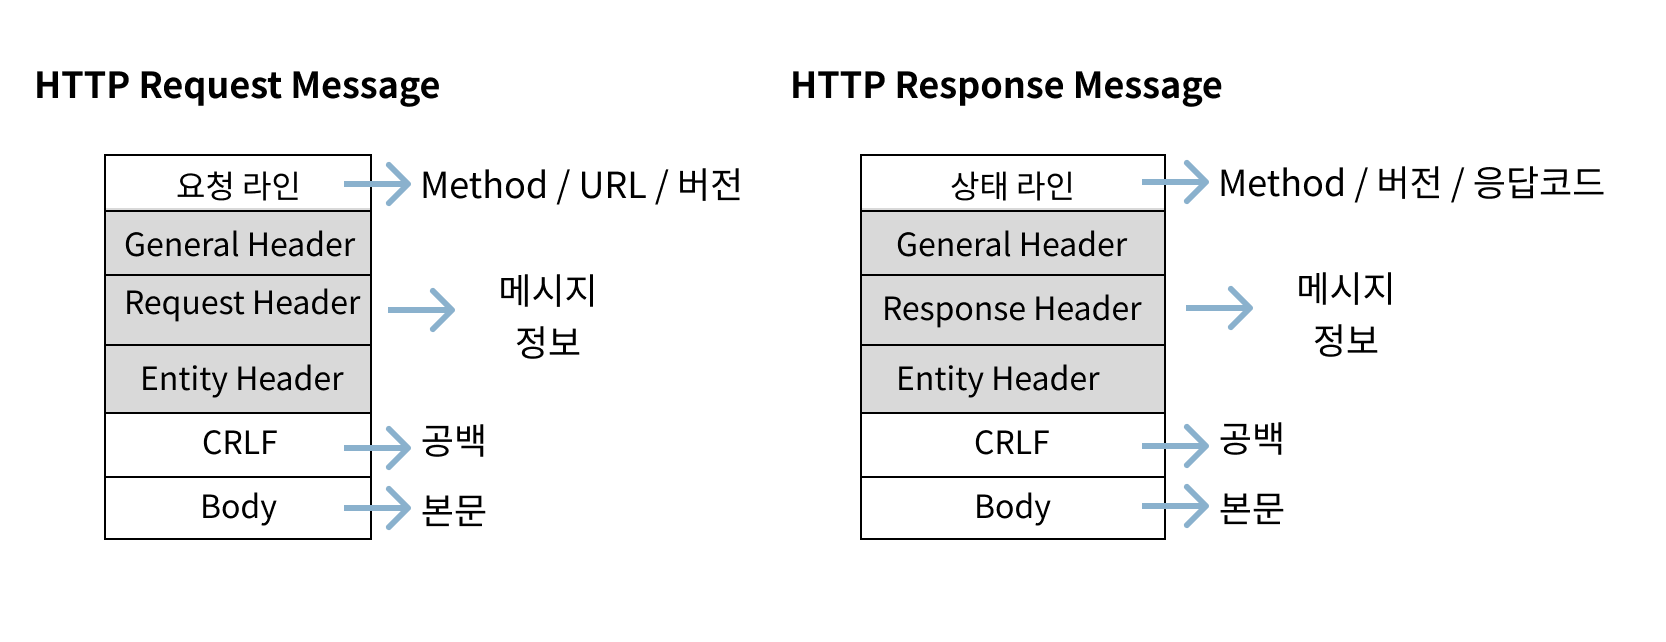 HTTP Request Message
요청 라인
Method / URL / 버전
General Header
Request Header
메시지
정보
Entity Header
CRLF
공백
Body
본문
HTTP Response Message
상태 라인
Method / 버전 / 응답코드
General Header
Response Header
메시지
정보
Entity Header
CRLF
공백
Body
본문